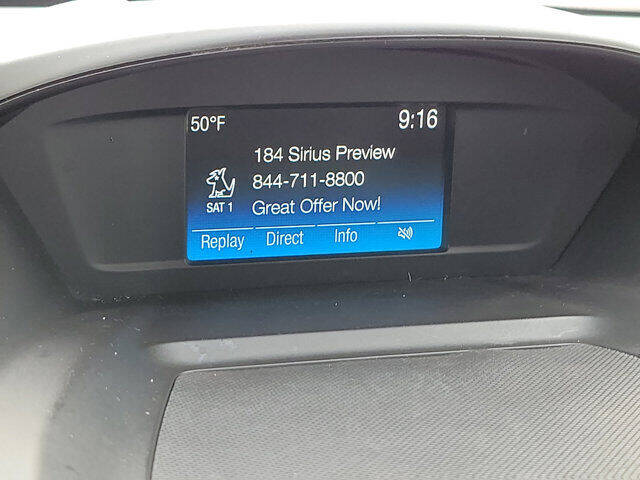 50°F 9:16
184 Sirius Preview
844-711-8800
SAT 1 Great Offer Now!
Replay Direct Info